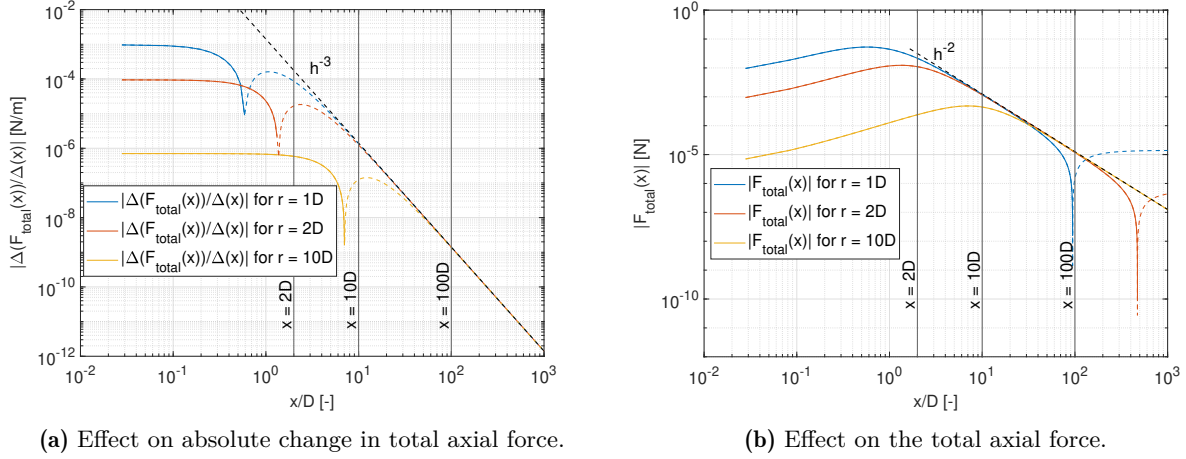 10^-2
10^-4
10^-6
10^-8
10^-10
10^-12
|Δ(F_total(x))/Δ(x)| [N/m]
h^-3
|Δ(F_total(x))/Δ(x)| for r = 1D
|Δ(F_total(x))/Δ(x)| for r = 2D
|Δ(F_total(x))/Δ(x)| for r = 10D
x = 2D
x = 10D
x = 100D
10^-2 10^-1 10^0 10^1 10^2 10^3
x/D [-]
(a) Effect on absolute change in total axial force.
10^0
10^-5
10^-10
|F_total(x)| [N]
h^-2
|F_total(x)| for r = 1D
|F_total(x)| for r = 2D
|F_total(x)| for r = 10D
x = 2D
x = 10D
x = 100D
10^-2 10^-1 10^0 10^1 10^2 10^3
x/D [-]
(b) Effect on the total axial force.